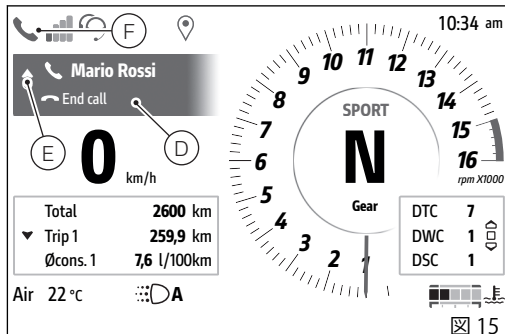 F
10:34 am
Mario Rossi
End call
E
D
0
km/h
SPORT
N
Gear
1
2
3
4
5
6
7
8
9
10
11
12
13
14
15
16
rpm X1000
Total 2600 km
Trip 1 259,9 km
Øcons. 1 7,6 l/100km
DTC 7
DWC 1
DSC 1
Air 22 °C
A
図 15